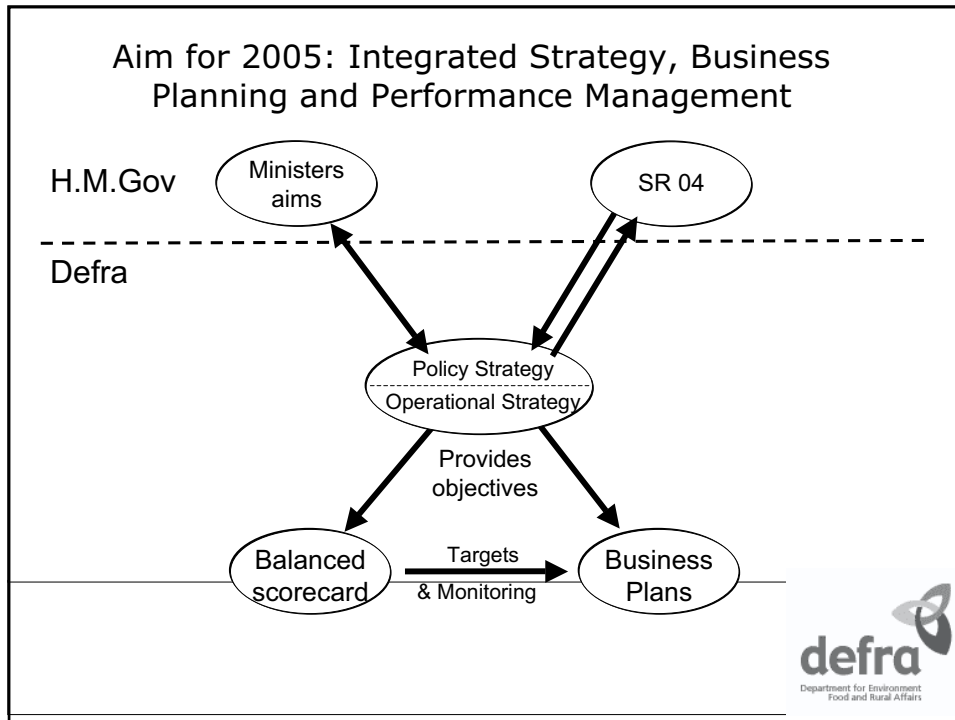 Aim for 2005: Integrated Strategy, Business
Planning and Performance Management
H.M.Gov
Ministers
aims
SR 04
Defra
Policy Strategy
Operational Strategy
Provides
objectives
Balanced
scorecard
Targets
& Monitoring
Business
Plans
defra
Department for Environment
Food and Rural Affairs